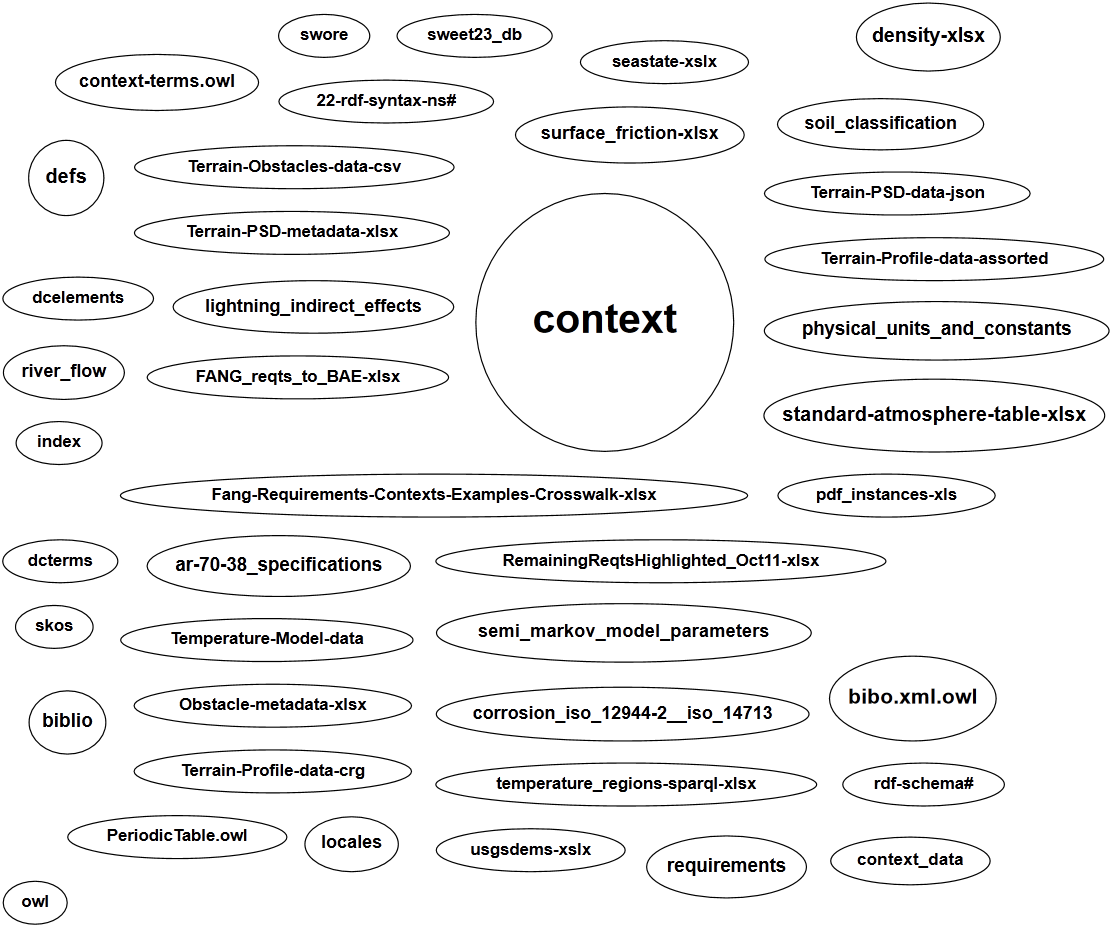 swore
sweet23_db
density-xlsx
seastate-xslx
context-terms.owl
22-rdf-syntax-ns#
soil_classification
surface_friction-xlsx
Terrain-Obstacles-data-csv
defs
Terrain-PSD-data-json
Terrain-PSD-metadata-xlsx
Terrain-Profile-data-assorted
dcelements
lightning_indirect_effects
context
physical_units_and_constants
river_flow
FANG_reqts_to_BAE-xlsx
standard-atmosphere-table-xlsx
index
Fang-Requirements-Contexts-Examples-Crosswalk-xlsx
pdf_instances-xls
dcterms
ar-70-38_specifications
RemainingReqtsHighlighted_Oct11-xlsx
skos
Temperature-Model-data
semi_markov_model_parameters
bibo.xml.owl
Obstacle-metadata-xlsx
biblio
corrosion_iso_12944-2__iso_14713
Terrain-Profile-data-crg
temperature_regions-sparql-xlsx
rdf-schema#
PeriodicTable.owl
locales
usgsdems-xslx
requirements
context_data
owl